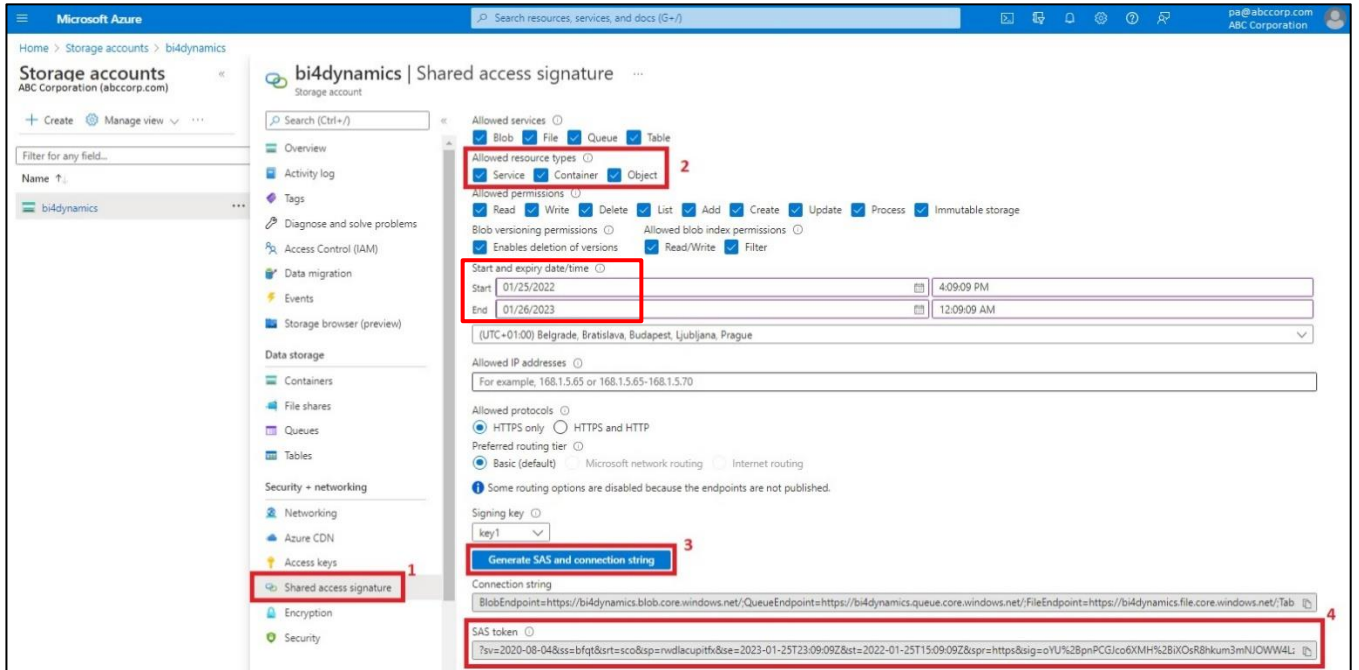 Microsoft Azure
Search resources, services, and docs (G+/)
pa@abccorp.com
ABC Corporation
Home > Storage accounts > bi4dynamics
Storage accounts
ABC Corporation (abccorp.com)
+ Create Manage view ...
Filter for any field...
Name ↑↓
bi4dynamics ...
bi4dynamics | Shared access signature ...
Storage account
Search (Ctrl+/)
Overview
Activity log
Tags
Diagnose and solve problems
Access Control (IAM)
Data migration
Events
Storage browser (preview)
Data storage
Containers
File shares
Queues
Tables
Security + networking
Networking
Azure CDN
Access keys
1
Shared access signature
Encryption
Security
Allowed services
Blob File Queue Table
Allowed resource types
2
Service Container Object
Allowed permissions
Read Write Delete List Add Create Update Process Immutable storage
Blob versioning permissions Allowed blob index permissions
Enables deletion of versions Read/Write Filter
Start and expiry date/time
Start 01/25/2022 4:09:09 PM
End 01/26/2023 12:09:09 AM
(UTC+01:00) Belgrade, Bratislava, Budapest, Ljubljana, Prague
Allowed IP addresses
For example, 168.1.5.65 or 168.1.5.65-168.1.5.70
Allowed protocols
HTTPS only HTTPS and HTTP
Preferred routing tier
Basic (default) Microsoft network routing Internet routing
Some routing options are disabled because the endpoints are not published.
Signing key
key1
3
Generate SAS and connection string
Connection string
BlobEndpoint=https://bi4dynamics.blob.core.windows.net/;QueueEndpoint=https://bi4dynamics.queue.core.windows.net/;FileEndpoint=https://bi4dynamics.file.core.windows.net/;Tab
4
SAS token
?sv=2020-08-04&ss=bfqt&srt=sco&sp=rwdlacupitfx&se=2023-01-25T23:09:09Z&st=2022-01-25T15:09:09Z&spr=https&sig=oYU%2BpnPCGJco6XMH%2BiXOsR8hkum3mNJOWW4L: